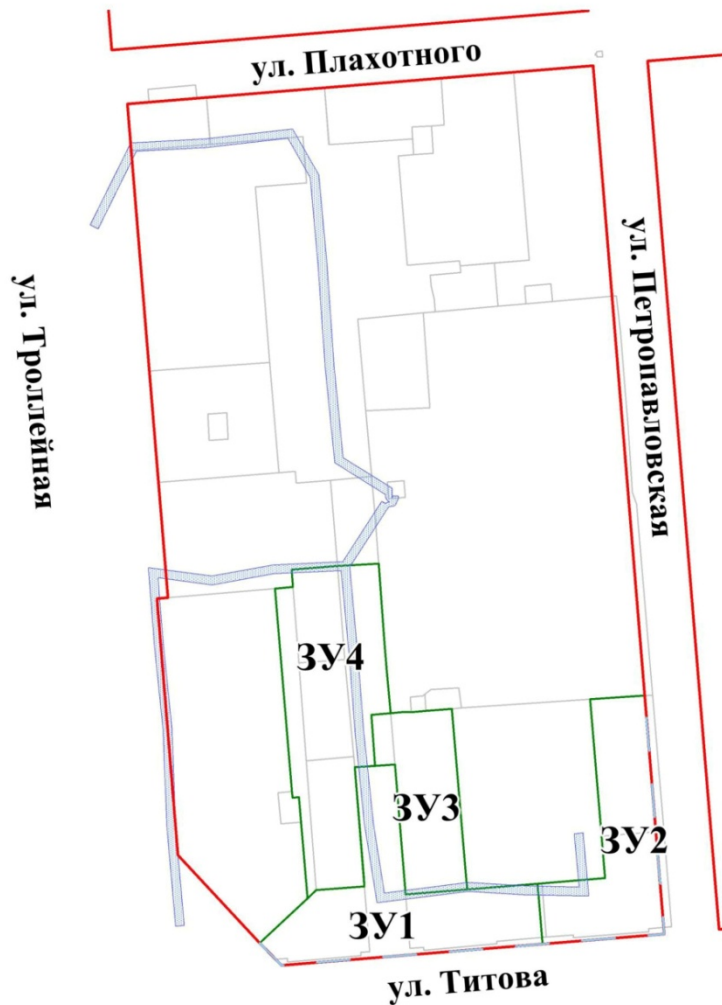 ул. Плахотного
ул. Петропавловская
ул. Троллейная
ЗУ4
ЗУ3
ЗУ2
ЗУ1
ул. Титова